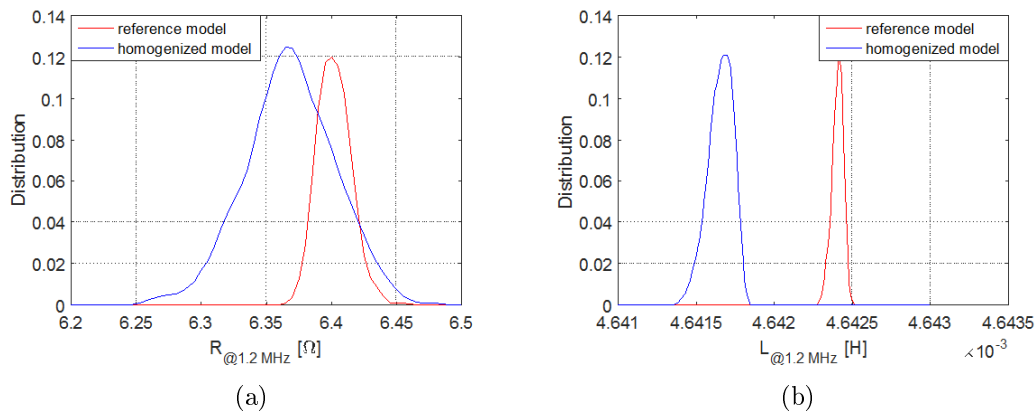 0.14
0.12
0.1
0.08
0.06
0.04
0.02
0
Distribution
reference model
homogenized model
6.2 6.25 6.3 6.35 6.4 6.45 6.5
R@1.2 MHz [Ω]
(a)
0.14
0.12
0.1
0.08
0.06
0.04
0.02
0
Distribution
reference model
homogenized model
4.641 4.6415 4.642 4.6425 4.643 4.6435
L@1.2 MHz [H]
×10^-3
(b)